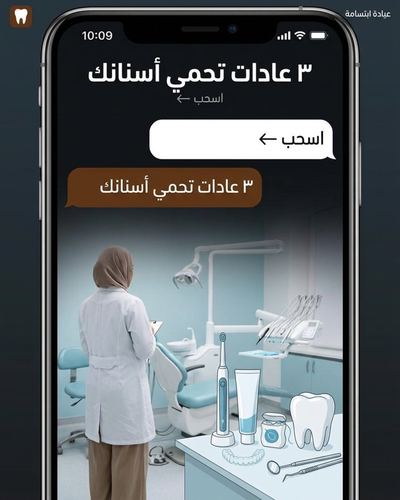 عيادة ابتسامة
10:09
٣ عادات تحمي أسنانك
اسحب ←
اسحب ←
٣ عادات تحمي أسنانك